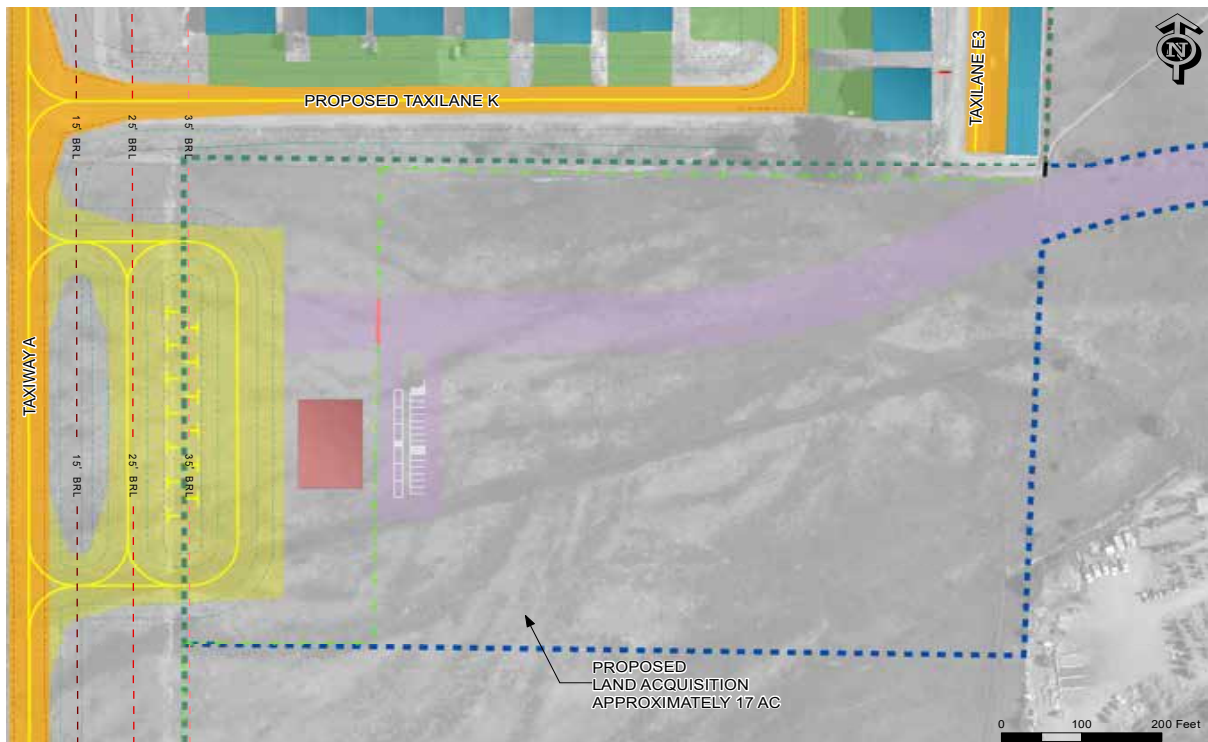 PROPOSED TAXILANE K
TAXILANE E3
N
15' BRL
25' BRL
35' BRL
TAXIWAY A
15' BRL
25' BRL
35' BRL
PROPOSED
LAND ACQUISITION
APPROXIMATELY 17 AC
0 100 200 Feet